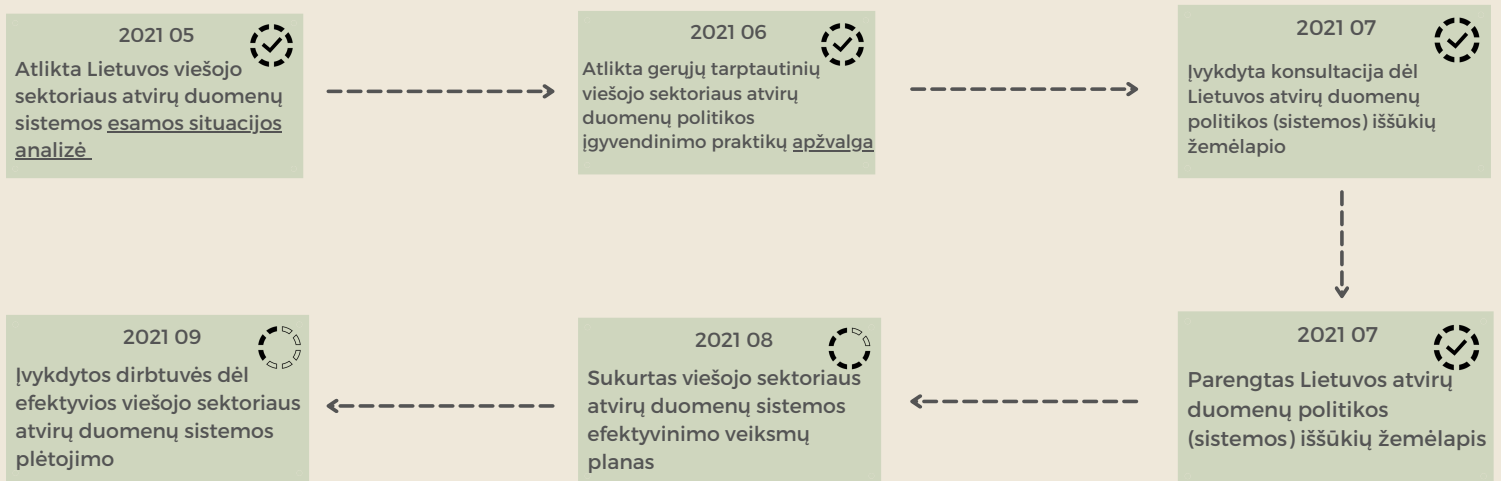 2021 05
Atlikta Lietuvos viešojo
sektoriaus atvirų duomenų
sistemos esamos situacijos
analizė
2021 06
Atlikta gerųjų tarptautinių
viešojo sektoriaus atvirų
duomenų politikos
įgyvendinimo praktikų apžvalga
2021 07
Įvykdyta konsultacija dėl
Lietuvos atvirų duomenų
politikos (sistemos) iššūkių
žemėlapio
2021 07
Parengtas Lietuvos atvirų
duomenų politikos
(sistemos) iššūkių žemėlapis
2021 08
Sukurtas viešojo sektoriaus
atvirų duomenų sistemos
efektyvinimo veiksmų
planas
2021 09
Įvykdytos dirbtuvės dėl
efektyvios viešojo sektoriaus
atvirų duomenų sistemos
plėtojimo